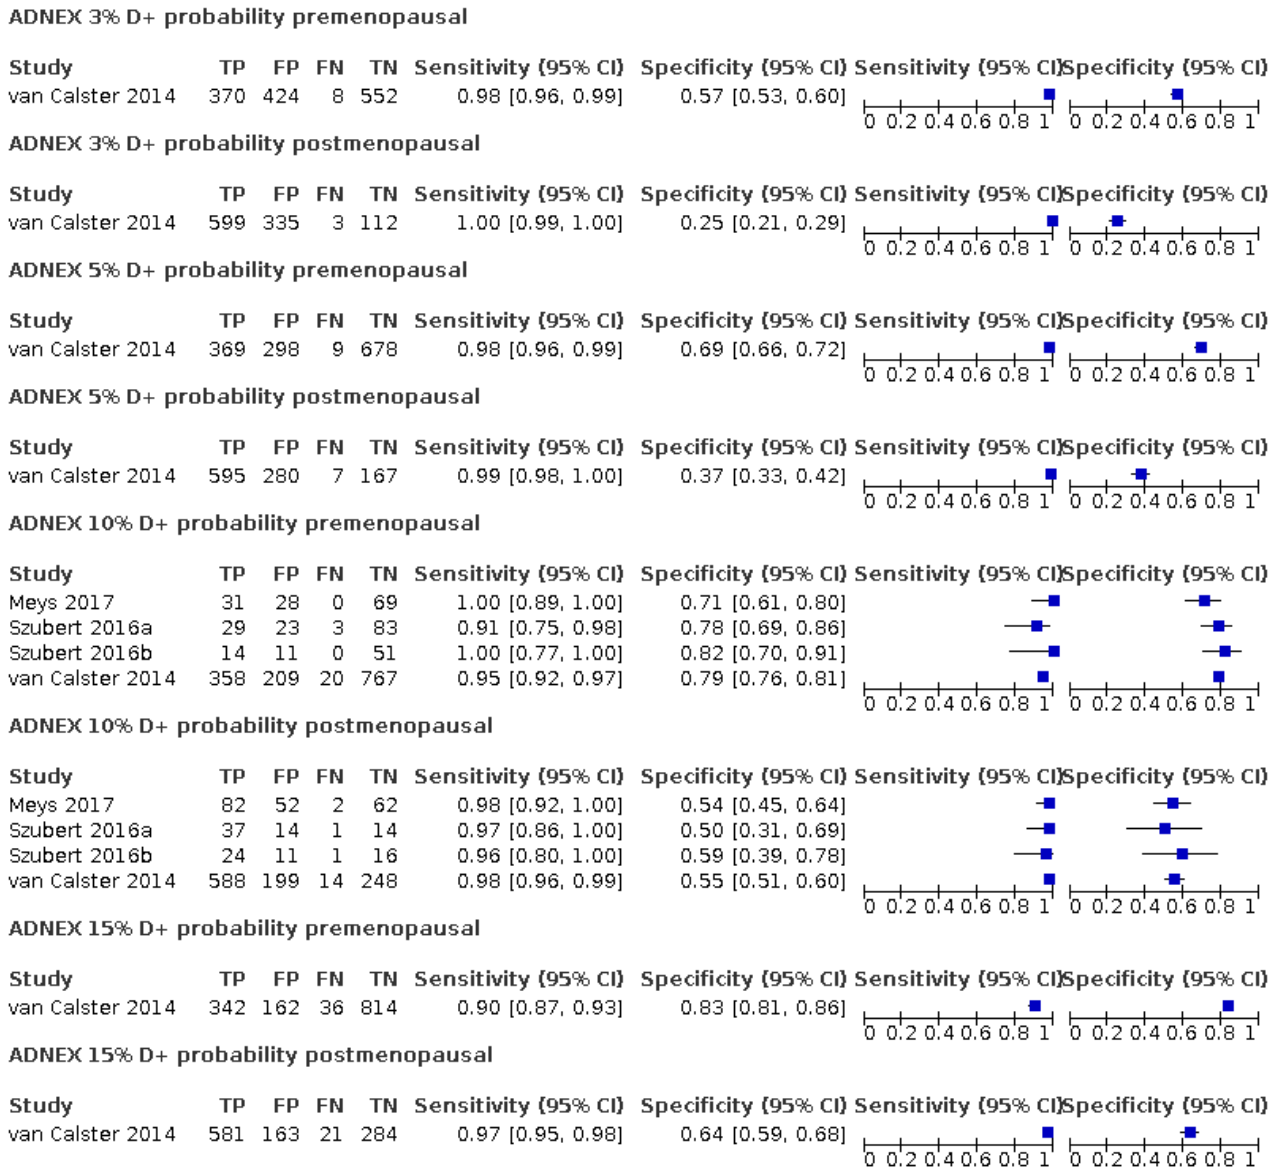 ADNEX 3% D+ probability premenopausal
Study TP FP FN TN Sensitivity (95% CI) Specificity (95% CI) Sensitivity (95% CI) Specificity (95% CI)
van Calster 2014 370 424 8 552 0.98 [0.96, 0.99] 0.57 [0.53, 0.60]
0 0.2 0.4 0.6 0.8 1 0 0.2 0.4 0.6 0.8 1
ADNEX 3% D+ probability postmenopausal
Study TP FP FN TN Sensitivity (95% CI) Specificity (95% CI) Sensitivity (95% CI) Specificity (95% CI)
van Calster 2014 599 335 3 112 1.00 [0.99, 1.00] 0.25 [0.21, 0.29]
0 0.2 0.4 0.6 0.8 1 0 0.2 0.4 0.6 0.8 1
ADNEX 5% D+ probability premenopausal
Study TP FP FN TN Sensitivity (95% CI) Specificity (95% CI) Sensitivity (95% CI) Specificity (95% CI)
van Calster 2014 369 298 9 678 0.98 [0.96, 0.99] 0.69 [0.66, 0.72]
0 0.2 0.4 0.6 0.8 1 0 0.2 0.4 0.6 0.8 1
ADNEX 5% D+ probability postmenopausal
Study TP FP FN TN Sensitivity (95% CI) Specificity (95% CI) Sensitivity (95% CI) Specificity (95% CI)
van Calster 2014 595 280 7 167 0.99 [0.98, 1.00] 0.37 [0.33, 0.42]
0 0.2 0.4 0.6 0.8 1 0 0.2 0.4 0.6 0.8 1
ADNEX 10% D+ probability premenopausal
Study TP FP FN TN Sensitivity (95% CI) Specificity (95% CI) Sensitivity (95% CI) Specificity (95% CI)
Meys 2017 31 28 0 69 1.00 [0.89, 1.00] 0.71 [0.61, 0.80]
Szubert 2016a 29 23 3 83 0.91 [0.75, 0.98] 0.78 [0.69, 0.86]
Szubert 2016b 14 11 0 51 1.00 [0.77, 1.00] 0.82 [0.70, 0.91]
van Calster 2014 358 209 20 767 0.95 [0.92, 0.97] 0.79 [0.76, 0.81]
0 0.2 0.4 0.6 0.8 1 0 0.2 0.4 0.6 0.8 1
ADNEX 10% D+ probability postmenopausal
Study TP FP FN TN Sensitivity (95% CI) Specificity (95% CI) Sensitivity (95% CI) Specificity (95% CI)
Meys 2017 82 52 2 62 0.98 [0.92, 1.00] 0.54 [0.45, 0.64]
Szubert 2016a 37 14 1 14 0.97 [0.86, 1.00] 0.50 [0.31, 0.69]
Szubert 2016b 24 11 1 16 0.96 [0.80, 1.00] 0.59 [0.39, 0.78]
van Calster 2014 588 199 14 248 0.98 [0.96, 0.99] 0.55 [0.51, 0.60]
0 0.2 0.4 0.6 0.8 1 0 0.2 0.4 0.6 0.8 1
ADNEX 15% D+ probability premenopausal
Study TP FP FN TN Sensitivity (95% CI) Specificity (95% CI) Sensitivity (95% CI) Specificity (95% CI)
van Calster 2014 342 162 36 814 0.90 [0.87, 0.93] 0.83 [0.81, 0.86]
0 0.2 0.4 0.6 0.8 1 0 0.2 0.4 0.6 0.8 1
ADNEX 15% D+ probability postmenopausal
Study TP FP FN TN Sensitivity (95% CI) Specificity (95% CI) Sensitivity (95% CI) Specificity (95% CI)
van Calster 2014 581 163 21 284 0.97 [0.95, 0.98] 0.64 [0.59, 0.68]
0 0.2 0.4 0.6 0.8 1 0 0.2 0.4 0.6 0.8 1